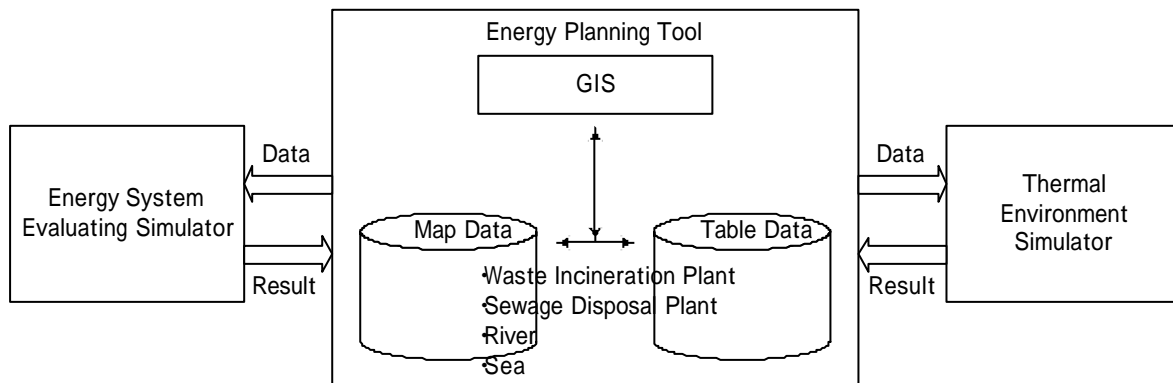 Energy Planning Tool
GIS
Data
Energy System
Evaluating Simulator
Result
Map Data
Table Data
•Waste Incineration Plant
•Sewage Disposal Plant
•River
•Sea
Data
Thermal
Environment
Simulator
Result